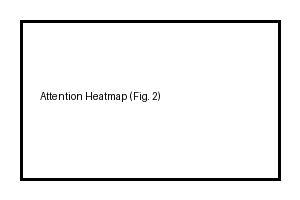 Attention Heatmap (Fig. 2)